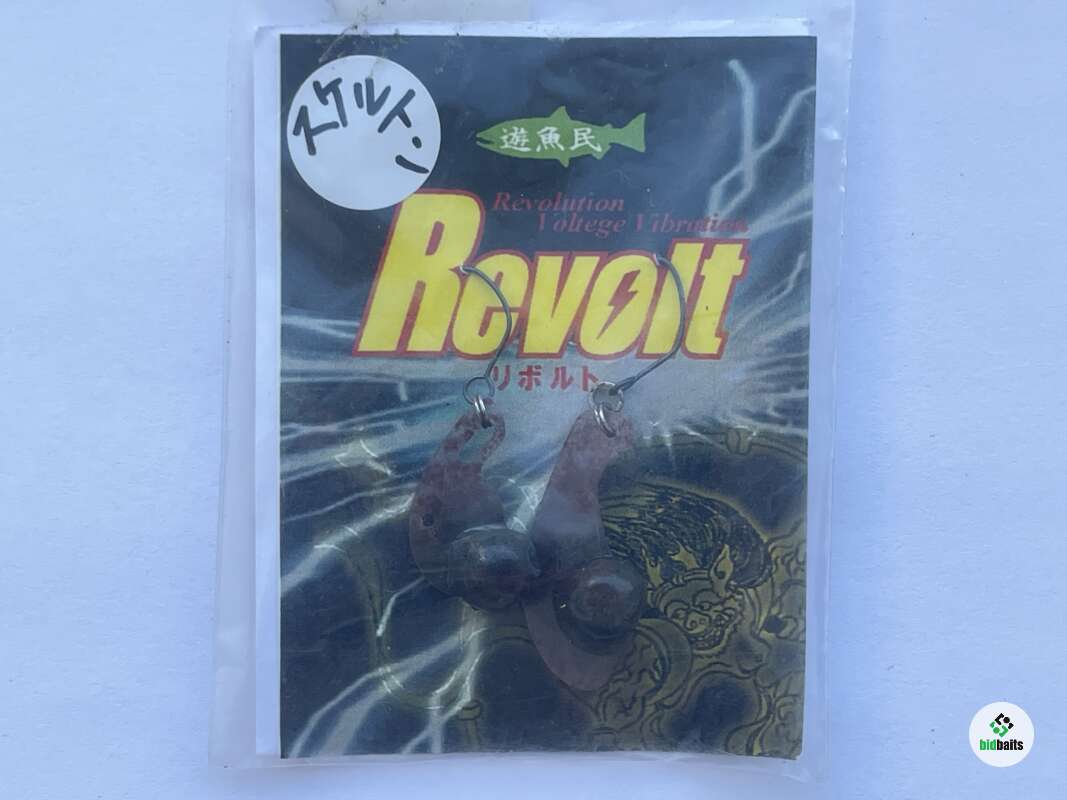 スケルト
ン
遊魚民
Revolution
Voltege Vibration
Revolt
リボルト
bidbaits